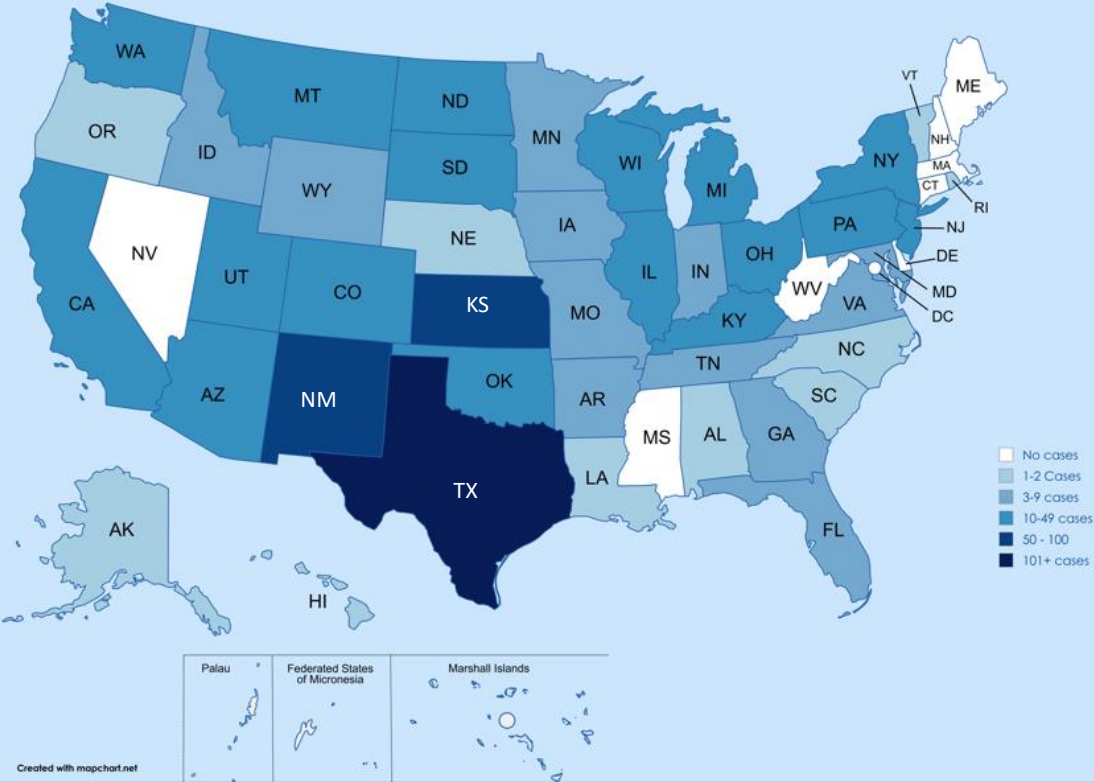 WA
MT
ND
MN
VT
ME
OR
ID
SD
WI
MI
NY
NH
MA
CT
RI
WY
NE
IA
PA
NJ
NV
UT
CO
KS
MO
IL
IN
OH
WV
VA
DE
MD
DC
CA
KY
AZ
NM
OK
AR
TN
NC
SC
MS
AL
GA
TX
LA
FL
AK
HI
No cases
1-2 Cases
3-9 cases
10-49 cases
50 - 100
101+ cases
Palau
Federated States
of Micronesia
Marshall Islands
Created with mapchart.net